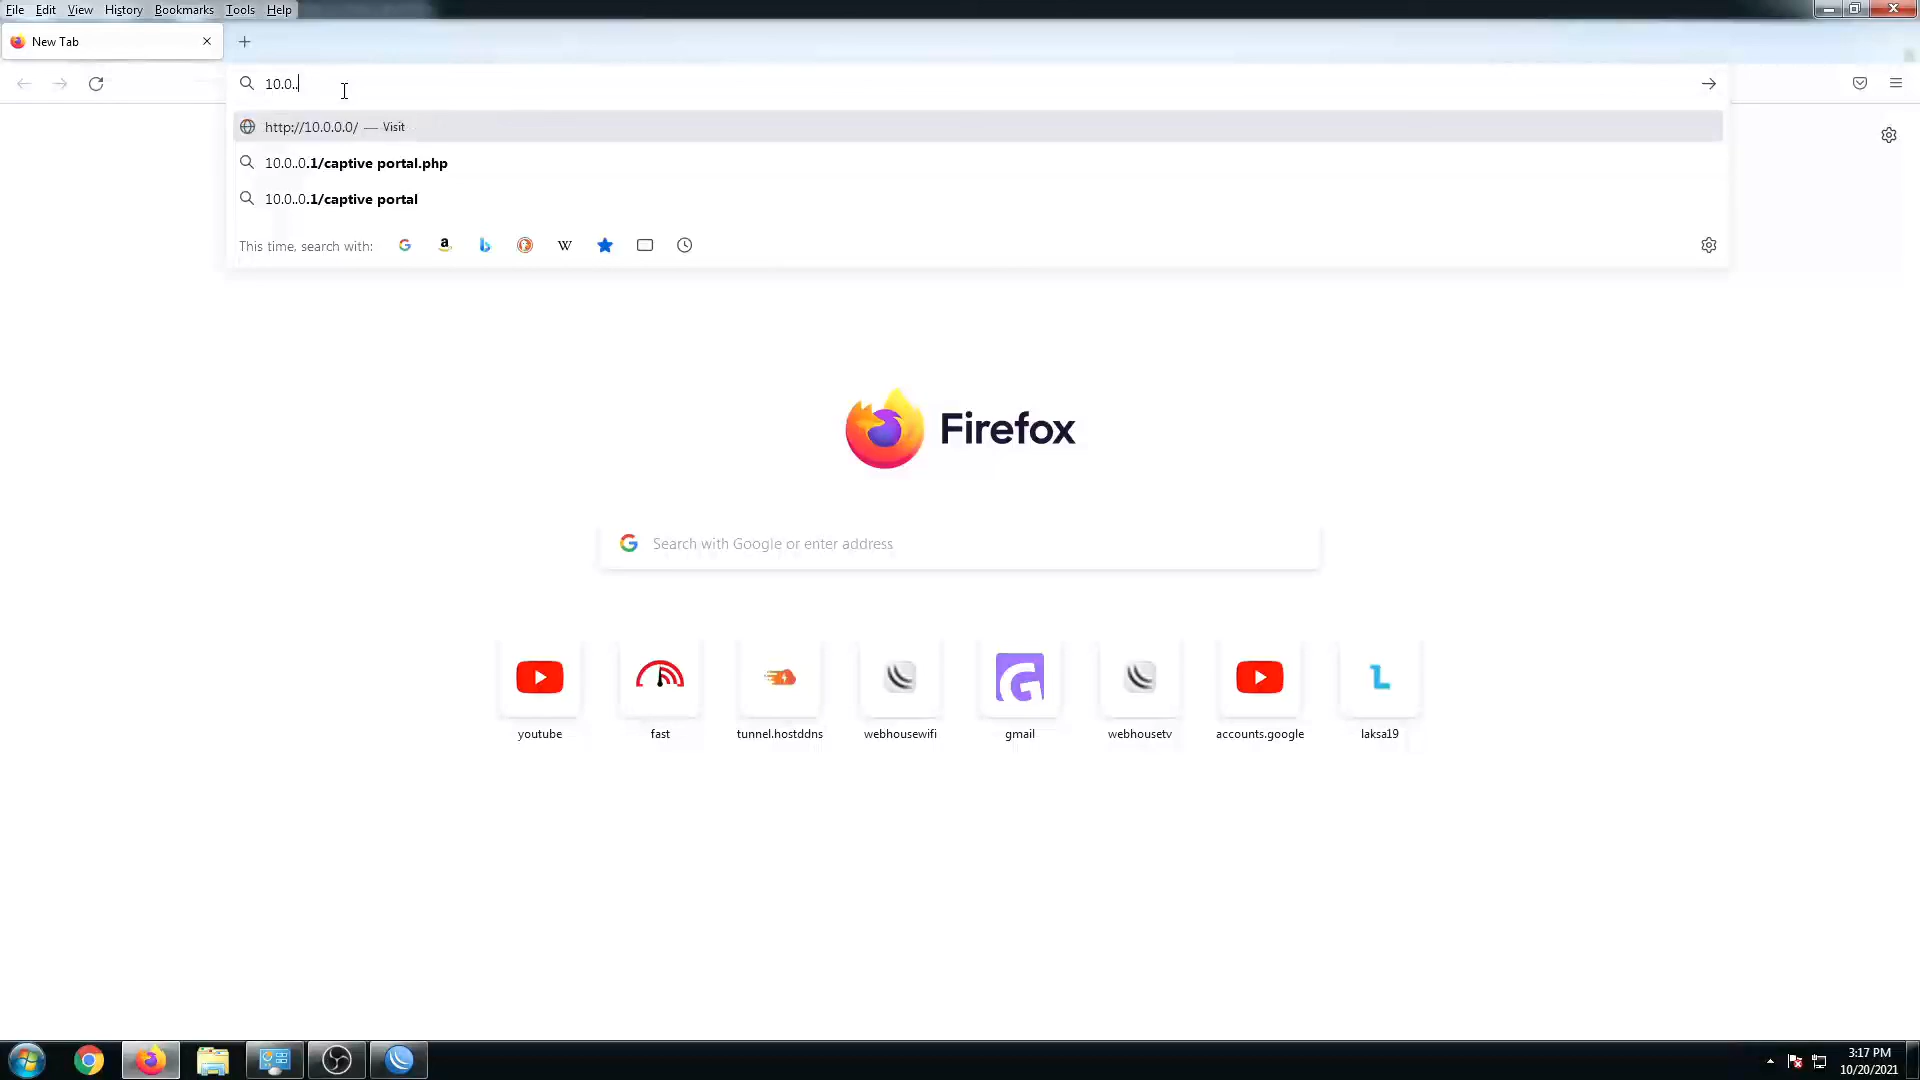 File Edit View History Bookmarks Tools Help
New Tab
10.0..
http://10.0.0.0/ — Visit
10.0..0.1/captive portal.php
10.0..0.1/captive portal
This time, search with:
Firefox
Search with Google or enter address
youtube fast tunnel.hostddns webhousewifi gmail webhousetv accounts.google laksa19
3:17 PM
10/20/2021